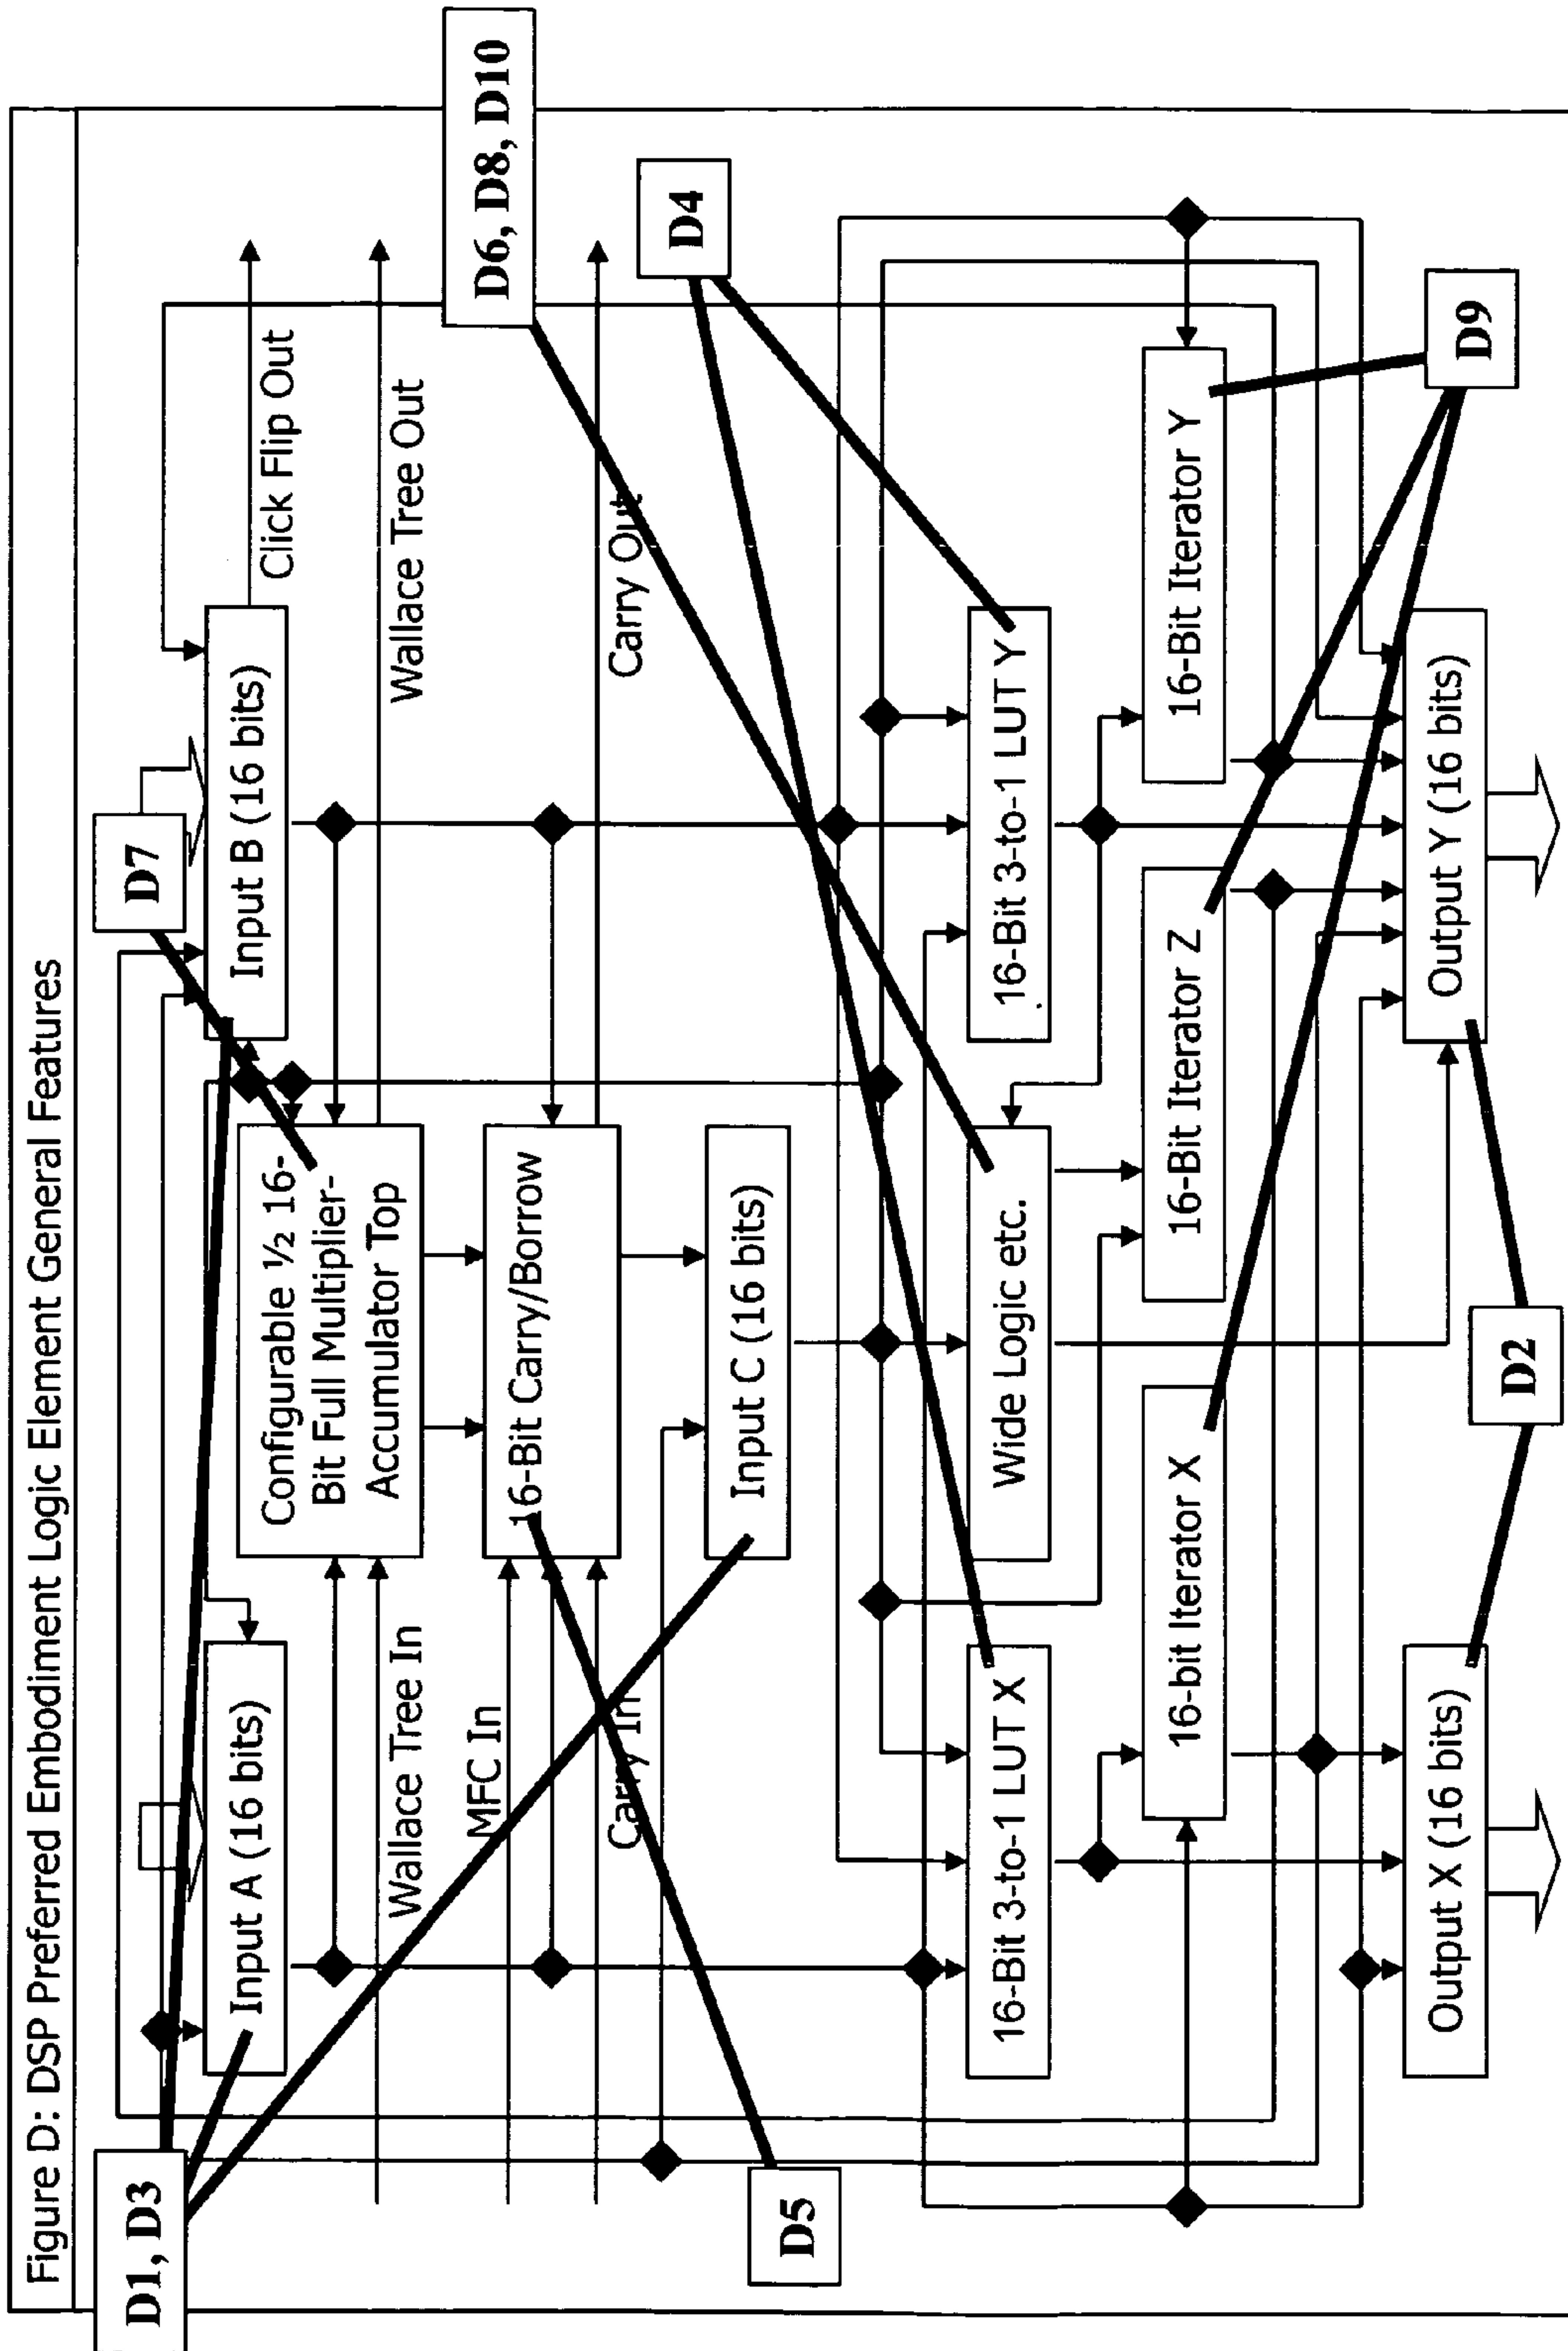 Figure D: DSP Preferred Embodiment Logic Element General Features
D1, D3
D7
Input A (16 bits)
Input B (16 bits)
Click Flip Out
Configurable ½ 16-
Bit Full Multiplier-
Accumulator Top
Wallace Tree In
Wallace Tree Out
D6, D8, D10
MFC In
16-Bit Carry/Borrow
Carry In
Carry Out
D4
Input C (16 bits)
D5
16-Bit 3-to-1 LUT X
Wide Logic etc.
16-Bit 3-to-1 LUT Y
16-bit Iterator X
16-Bit Iterator Z
16-Bit Iterator Y
D9
Output X (16 bits)
Output Y (16 bits)
D2